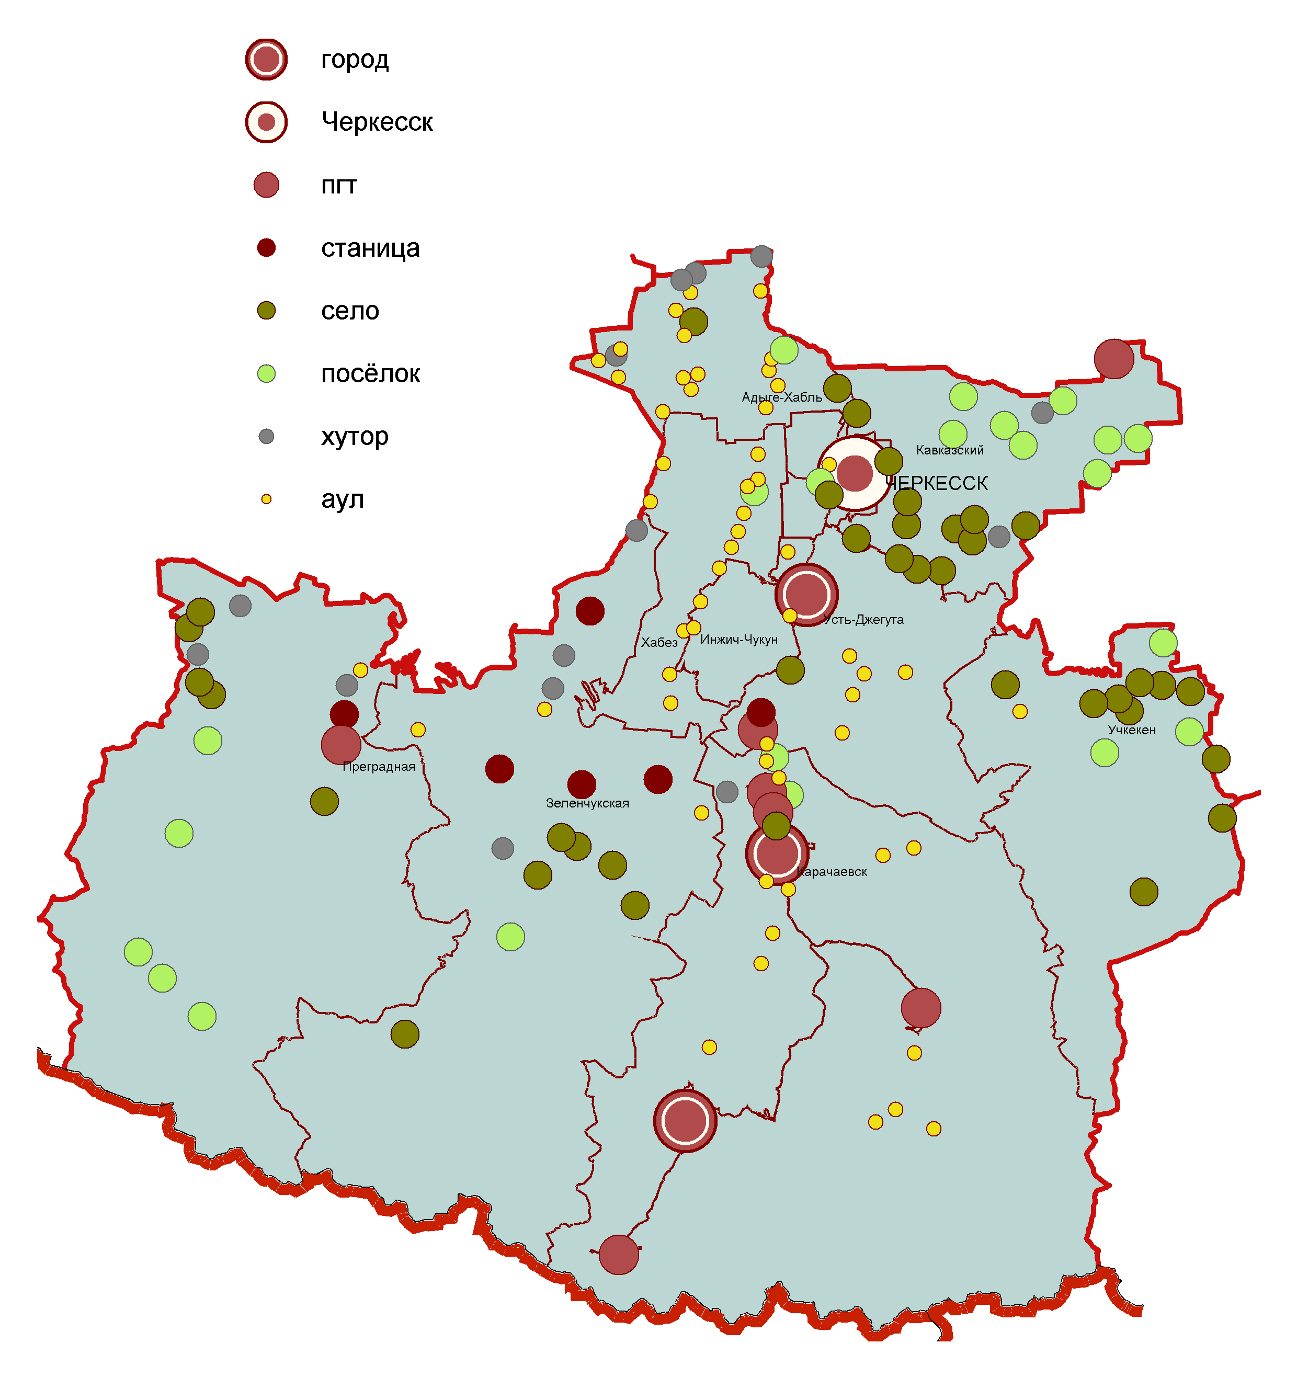 город
Черкесск
пгт
станица
село
посёлок
хутор
аул
Адыге-Хабль
Кавказский
ЧЕРКЕССК
Усть-Джегута
Хабез
Инжич-Чукун
Учкекен
Преградная
Зеленчукская
Карачаевск